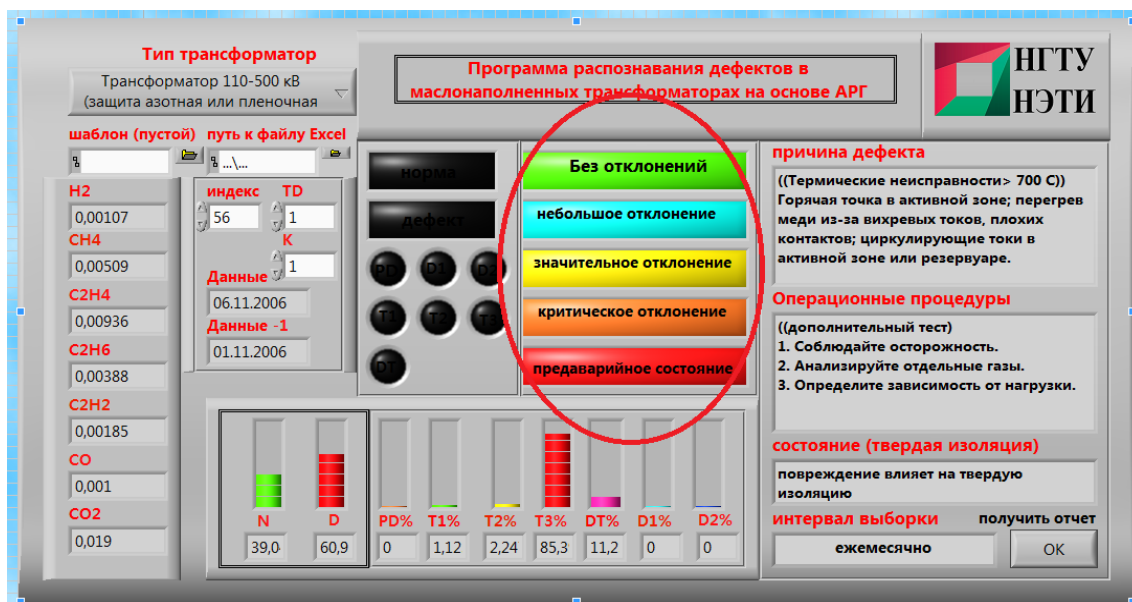 Тип трансформатор
Трансформатор 110-500 кВ
(защита азотная или пленочная
Программа распознавания дефектов в
маслонаполненных трансформаторах на основе АРГ
НГТУ
НЭТИ
шаблон (пустой)
путь к файлу Excel
...\...
H2
0,00107
CH4
0,00509
C2H4
0,00936
C2H6
0,00388
C2H2
0,00185
CO
0,001
CO2
0,019
индекс
TD
56
1
K
1
Данные
06.11.2006
Данные -1
01.11.2006
норма
дефект
PD
D1
D2
T1
T2
T3
DT
Без отклонений
небольшое отклонение
значительное отклонение
критическое отклонение
предаварийное состояние
причина дефекта
((Термические неисправности> 700 C))
Горячая точка в активной зоне; перегрев
меди из-за вихревых токов, плохих
контактов; циркулирующие токи в
активной зоне или резервуаре.
Операционные процедуры
((дополнительный тест)
1. Соблюдайте осторожность.
2. Анализируйте отдельные газы.
3. Определите зависимость от нагрузки.
состояние (твердая изоляция)
повреждение влияет на твердую
изоляцию
интервал выборки
получить отчет
ежемесячно
OK
N
D
PD%
T1%
T2%
T3%
DT%
D1%
D2%
39,0
60,9
0
1,12
2,24
85,3
11,2
0
0